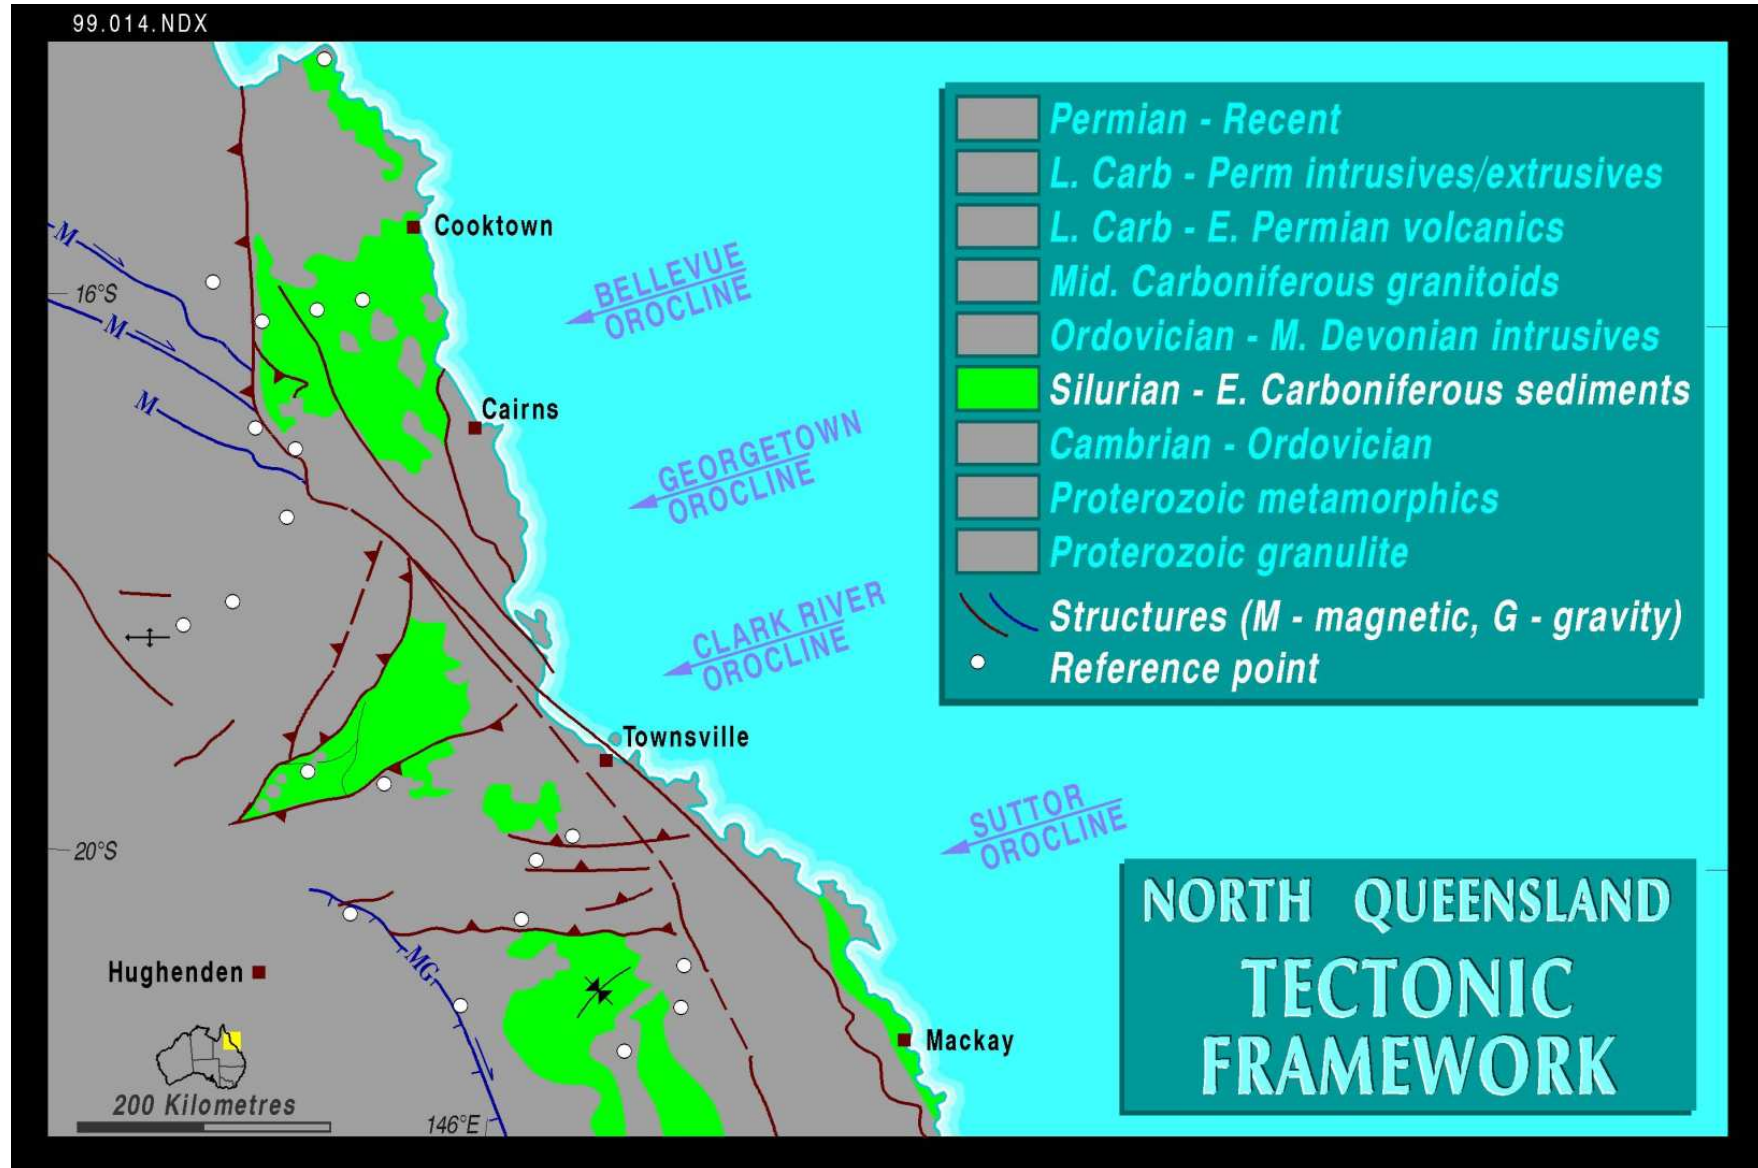 99.014.NDX
Permian - Recent
L. Carb - Perm intrusives/extrusives
L. Carb - E. Permian volcanics
Mid. Carboniferous granitoids
Ordovician - M. Devonian intrusives
Silurian - E. Carboniferous sediments
Cambrian - Ordovician
Proterozoic metamorphics
Proterozoic granulite
Structures (M - magnetic, G - gravity)
Reference point
Cooktown
M
16°S
M
M
BELLEVUE
OROCLINE
Cairns
GEORGETOWN
OROCLINE
CLARK RIVER
OROCLINE
Townsville
SUTTOR
OROCLINE
20°S
MG
Hughenden
Mackay
200 Kilometres
146°E
NORTH QUEENSLAND
TECTONIC
FRAMEWORK